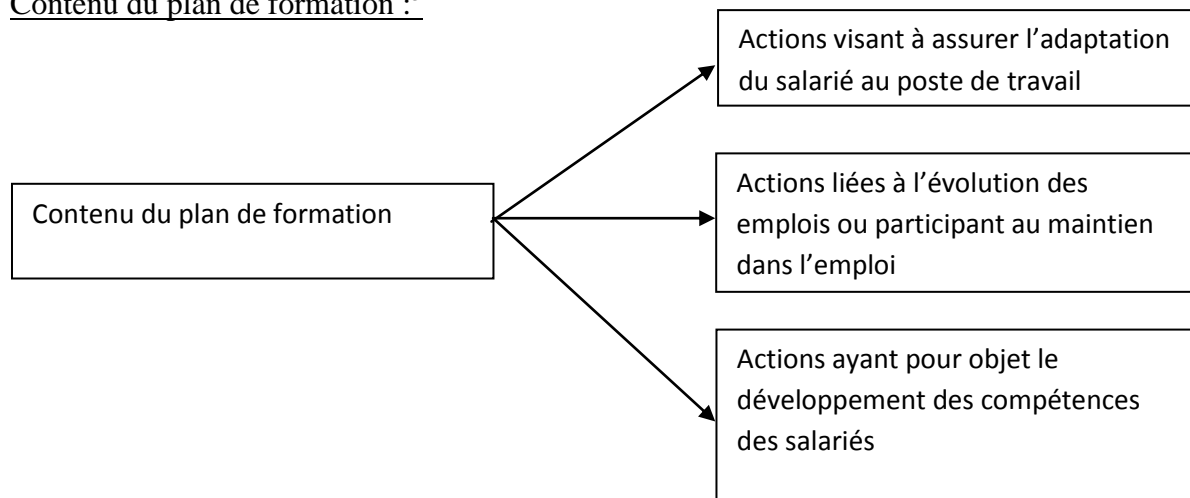 Contenu du plan de formation :
Actions visant à assurer l’adaptation
du salarié au poste de travail
Contenu du plan de formation
Actions liées à l’évolution des
emplois ou participant au maintien
dans l’emploi
Actions ayant pour objet le
développement des compétences
des salariés